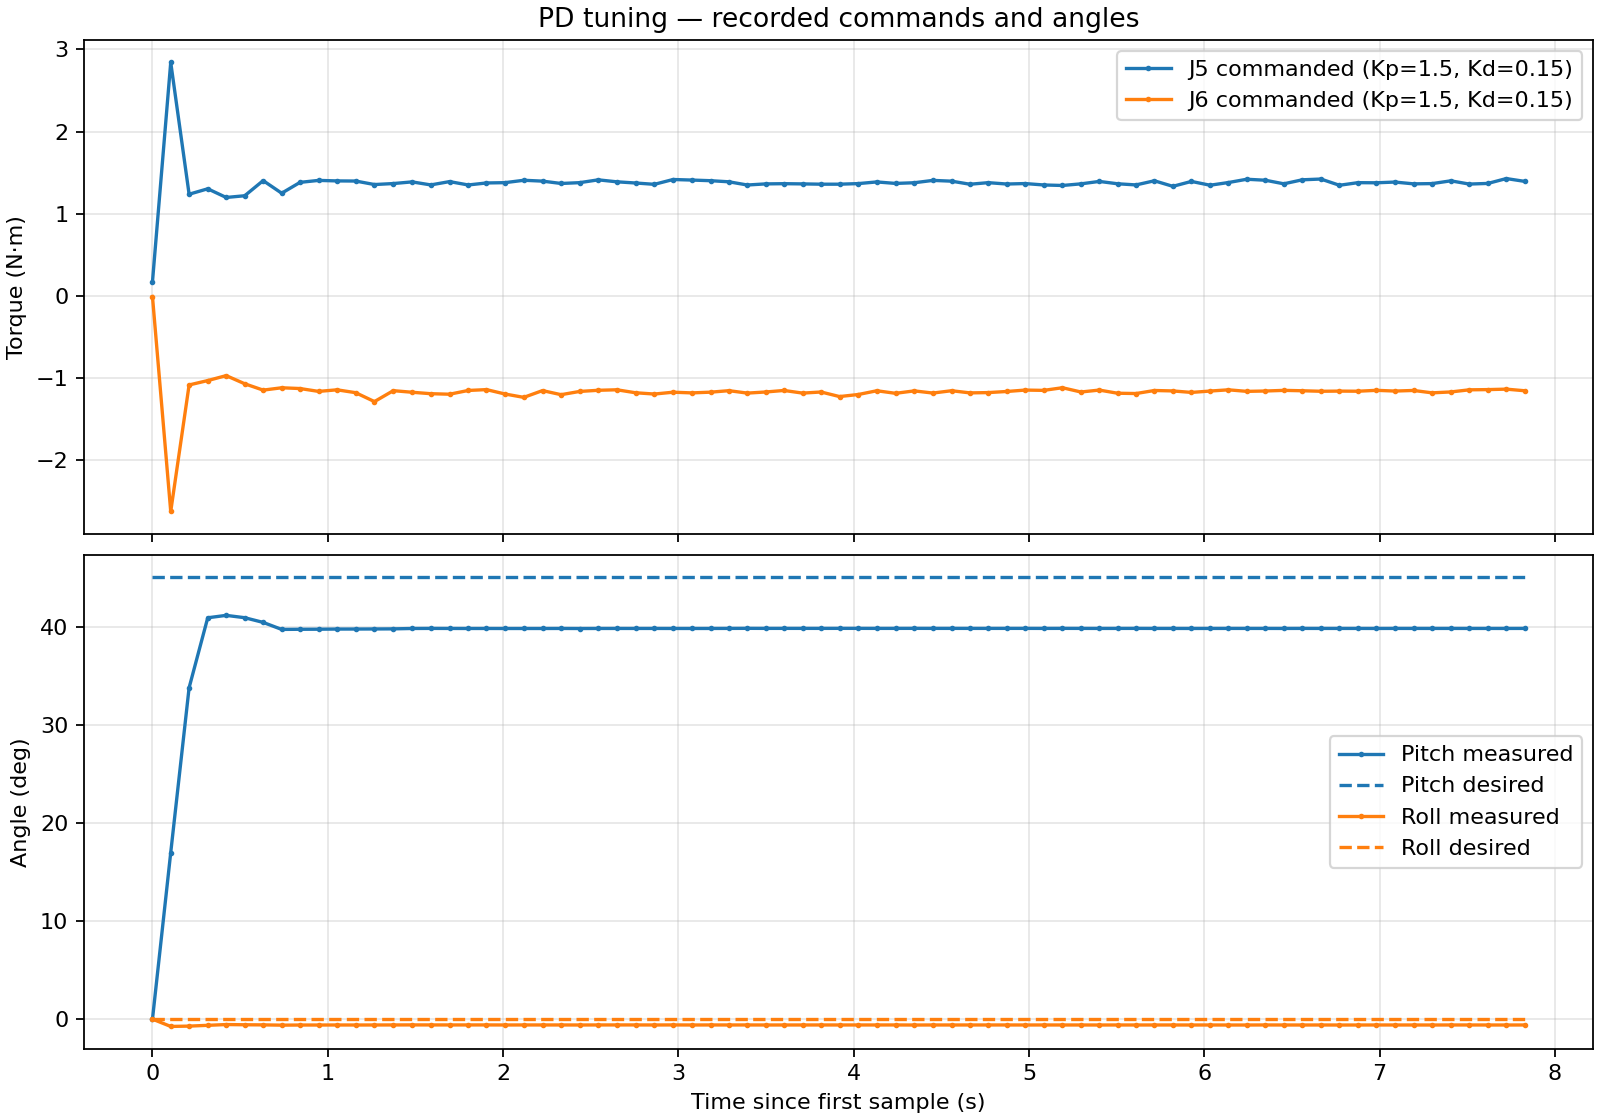 PD tuning — recorded commands and angles
3
2
1
0
−1
−2
Torque (N·m)
J5 commanded (Kp=1.5, Kd=0.15)
J6 commanded (Kp=1.5, Kd=0.15)
40
30
20
10
0
Angle (deg)
Pitch measured
Pitch desired
Roll measured
Roll desired
0 1 2 3 4 5 6 7 8
Time since first sample (s)